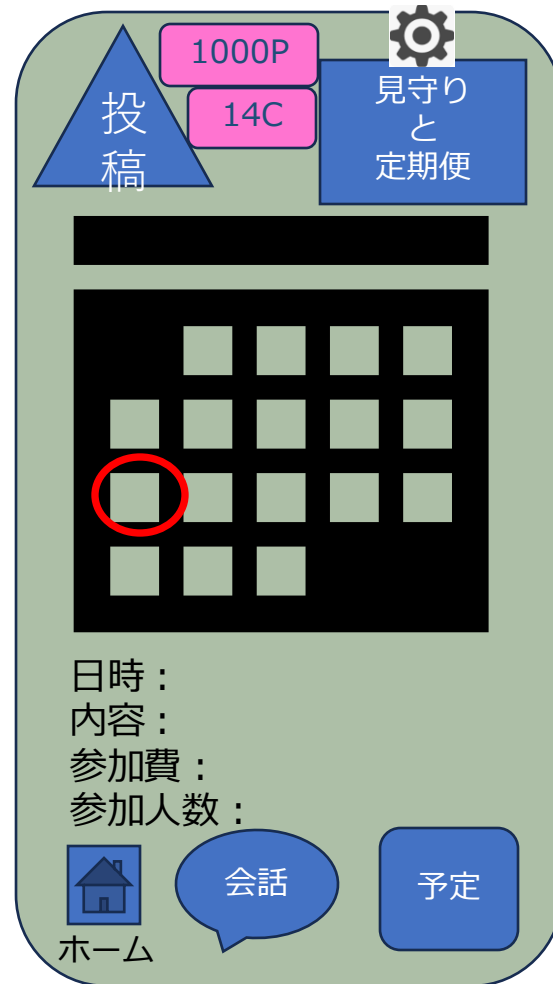 投
稿
1000P
14C
見守り
と
定期便
日時：
内容：
参加費：
参加人数：
ホーム
会話
予定